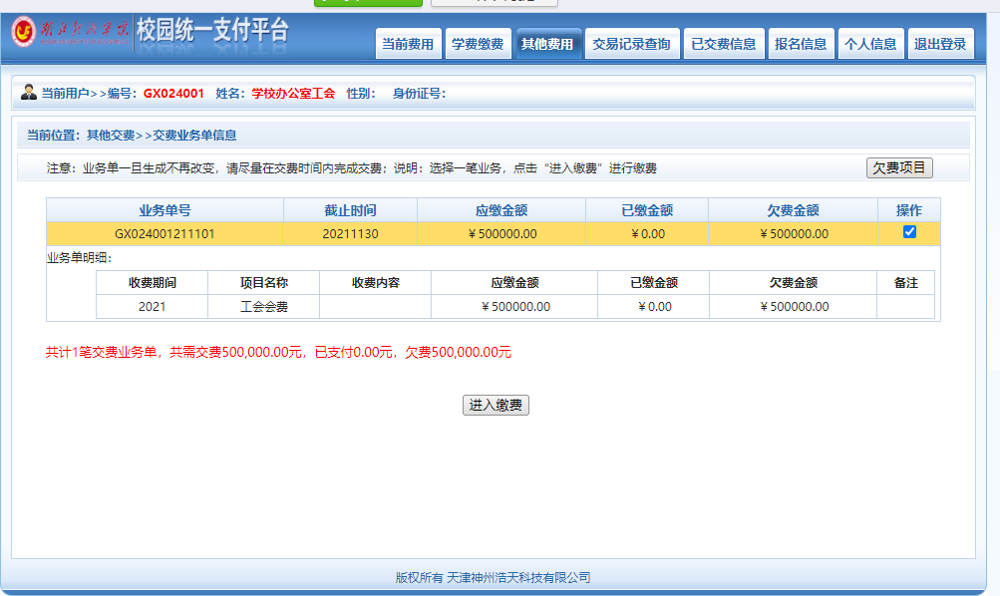 校园统一支付平台
当前费用 学费缴费 其他费用 交易记录查询 已交费信息 报名信息 个人信息 退出登录
当前用户>>编号：GX024001 姓名：学校办公室工会 性别： 身份证号：
当前位置：其他交费>>交费业务单信息
注意：业务单一旦生成不再改变，请尽量在交费时间内完成交费；说明：选择一笔业务，点击“进入缴费”进行缴费 欠费项目
业务单号 截止时间 应缴金额 已缴金额 欠费金额 操作
GX024001211101 20211130 ￥500000.00 ￥0.00 ￥500000.00
业务单明细：
收费期间 项目名称 收费内容 应缴金额 已缴金额 欠费金额 备注
2021 工会会费 ￥500000.00 ￥0.00 ￥500000.00
共计1笔交费业务单，共需交费500,000.00元，已支付0.00元，欠费500,000.00元
进入缴费
版权所有 天津神州浩天科技有限公司